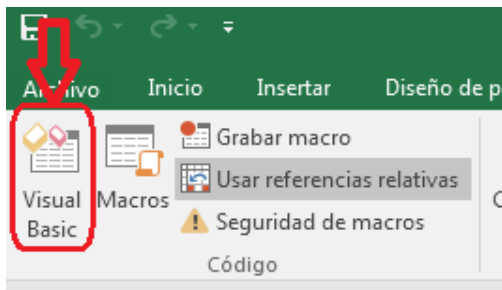 Archivo Inicio Insertar Diseño de p
Grabar macro
Usar referencias relativas
Visual Basic
Macros
Seguridad de macros
Código